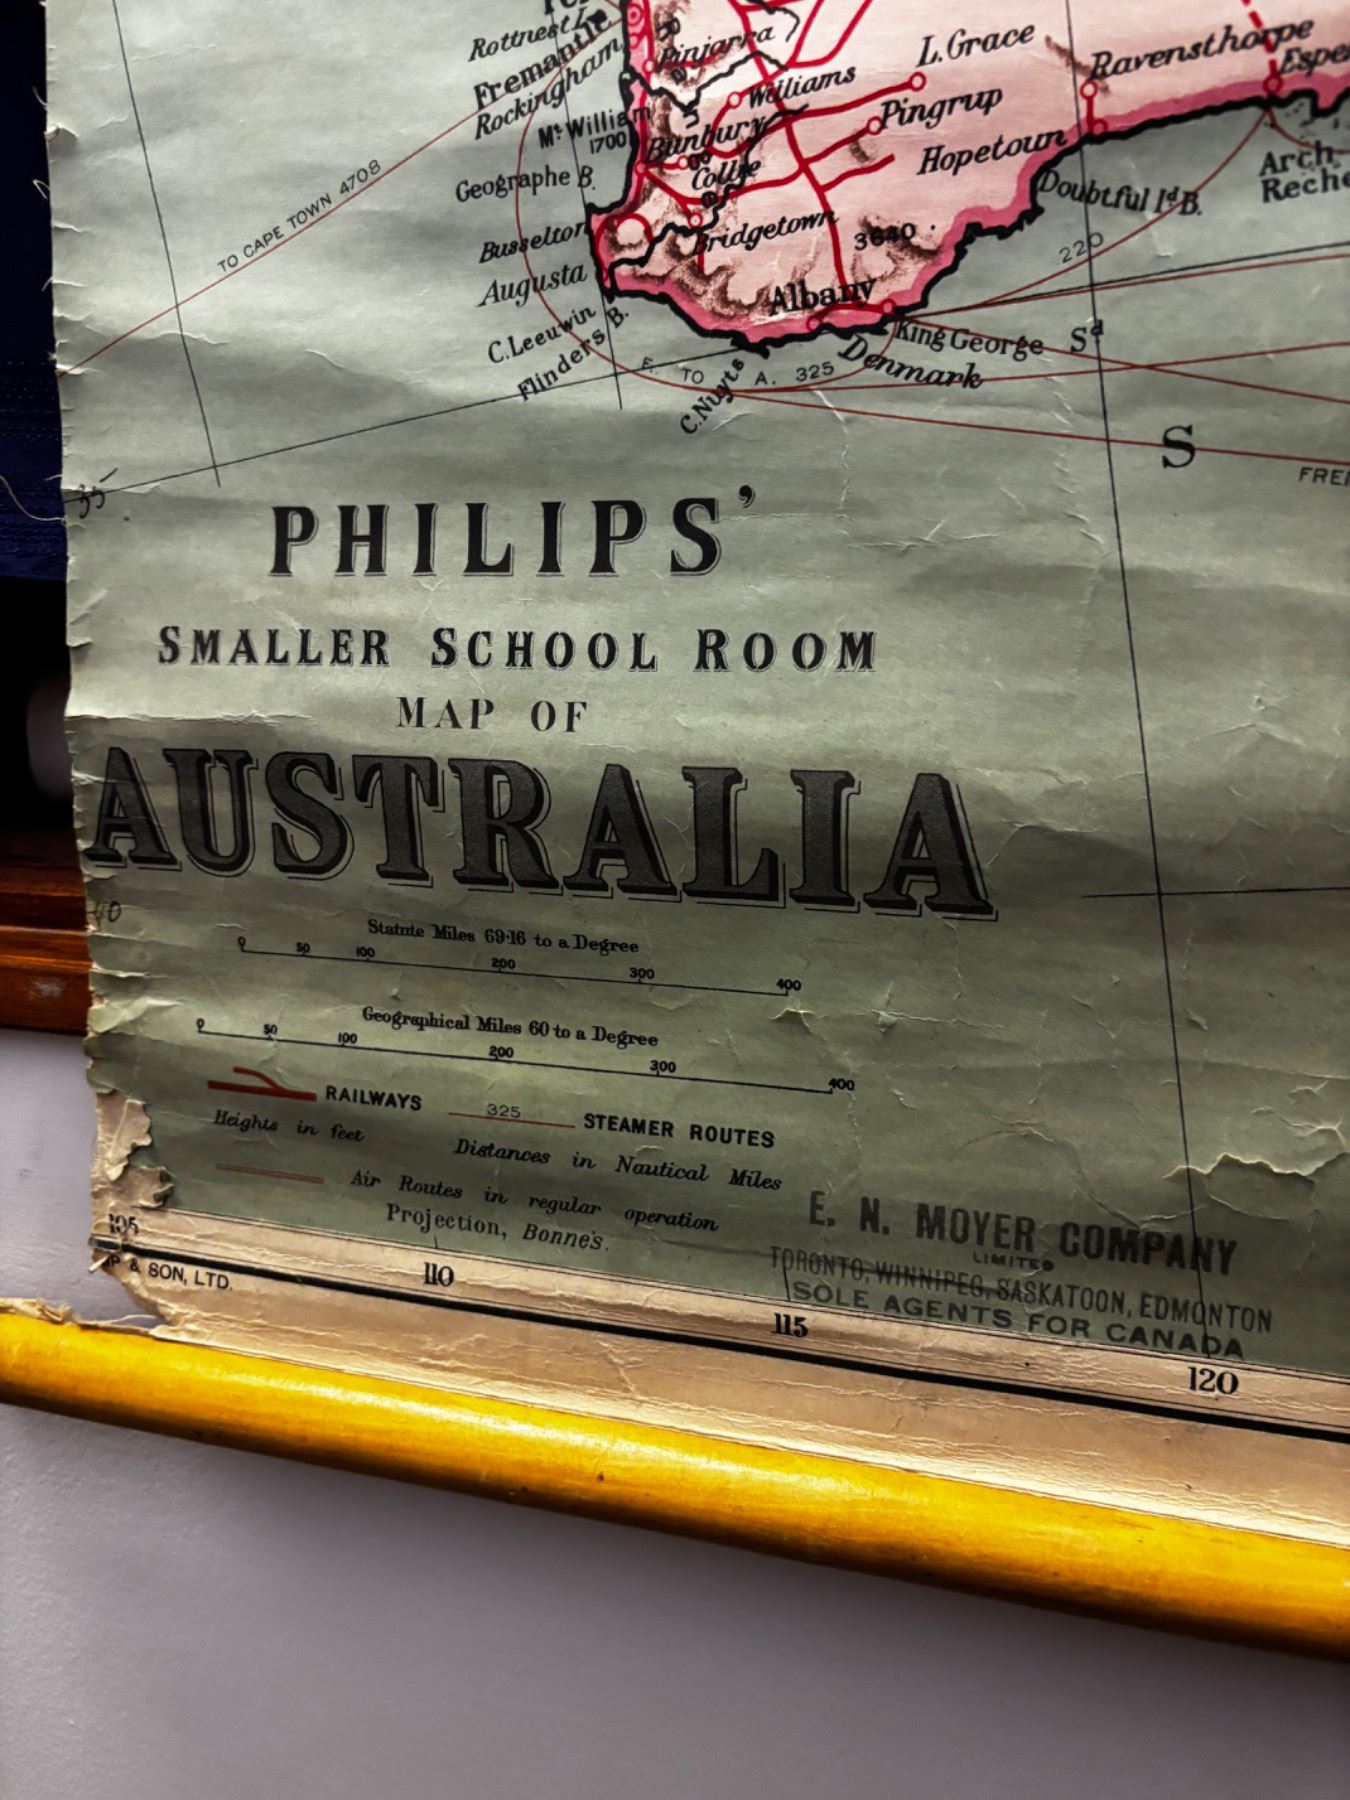 Rottnest I.
Fremantle
Pinjarra
L. Grace
Ravensthorpe
Rockingham
Williams
Mt. William
1700
Pingrup
Bunbury
Hopetoun
Arch.
Geographe B.
Collie
TO CAPE TOWN 4708
Doubtful Id. B.
Busselton
Bridgetown
3640
220
Augusta
Albany
C. Leeuwin
King George Sd
Flinders B.
Denmark
F. TO A. 325
C. Nuyts
S
35
PHILIPS'
SMALLER SCHOOL ROOM
MAP OF
AUSTRALIA
40
Statute Miles 69·16 to a Degree
0 50 100 200 300 400
Geographical Miles 60 to a Degree
0 50 100 200 300 400
RAILWAYS 325 STEAMER ROUTES
Heights in feet Distances in Nautical Miles
Air Routes in regular operation
Projection, Bonne's.
E. N. MOYER COMPANY
LIMITED
TORONTO, WINNIPEG, SASKATOON, EDMONTON
SOLE AGENTS FOR CANADA
105
& SON, LTD.
110 115 120